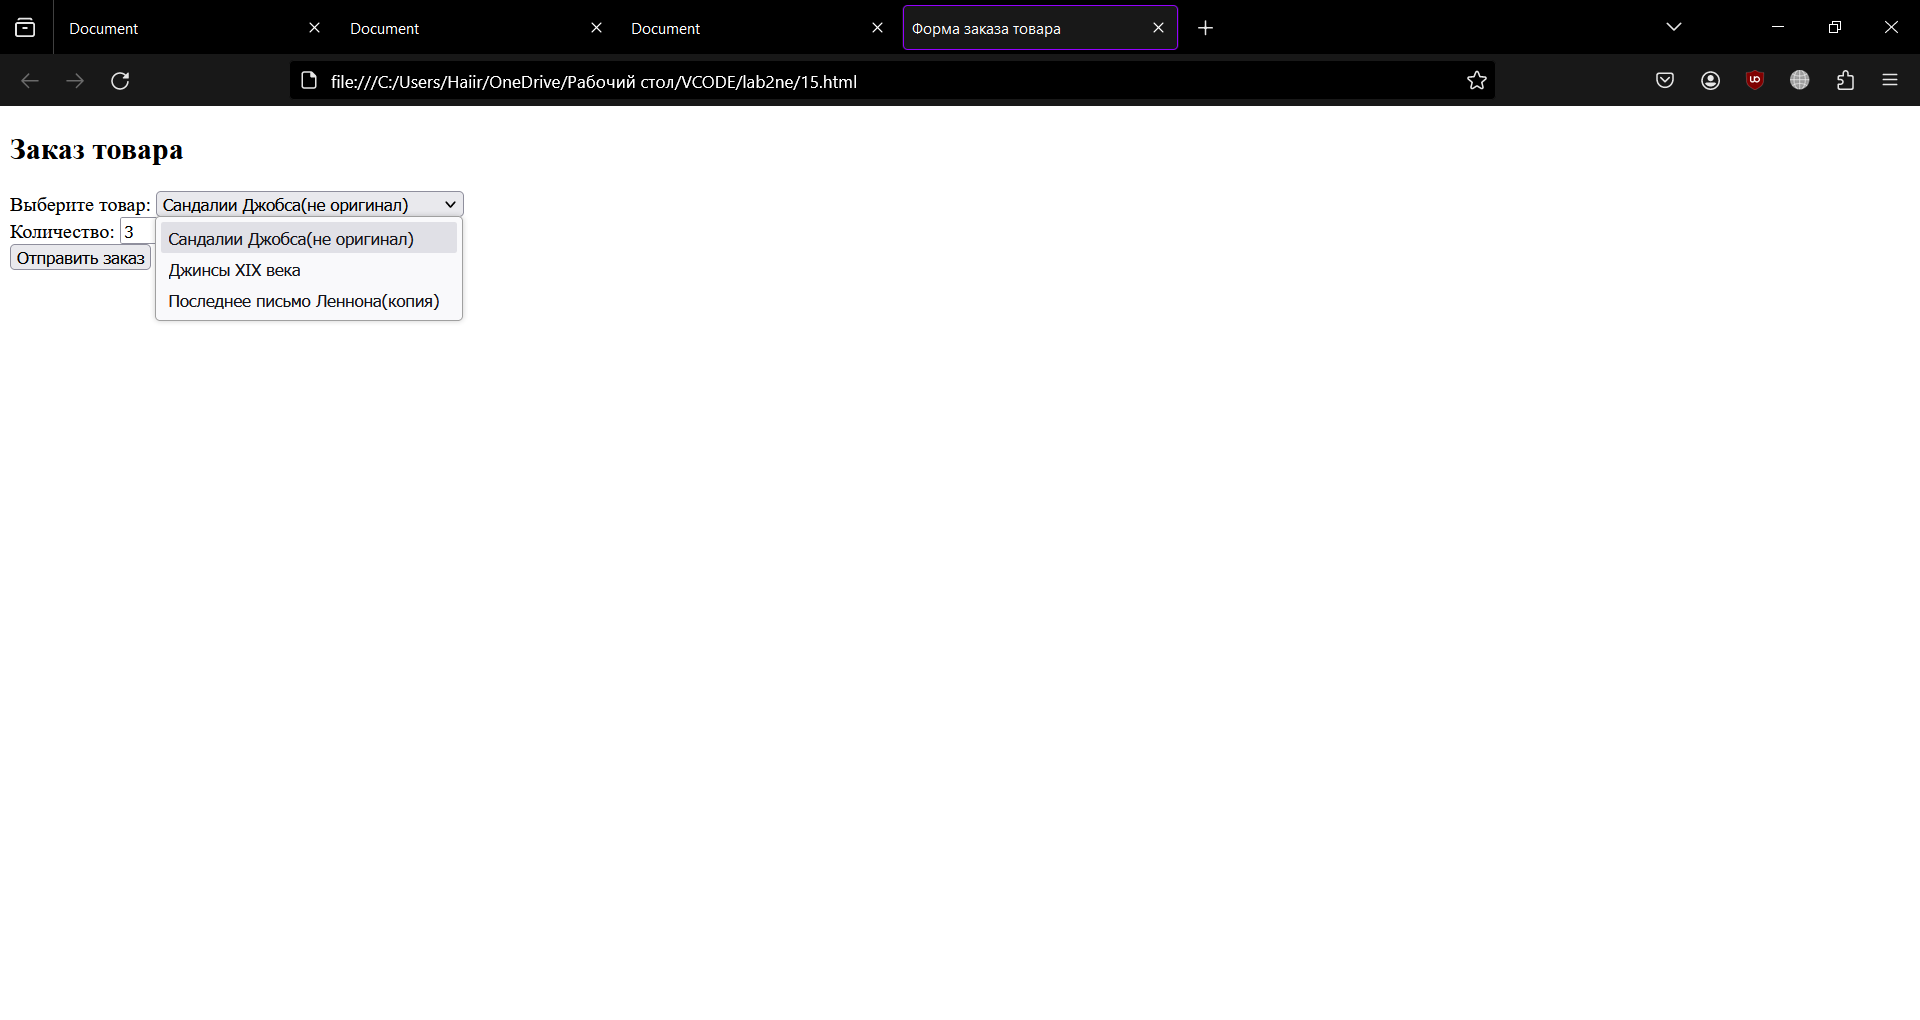 Document
Document
Document
Форма заказа товара
file:///C:/Users/Haiir/OneDrive/Рабочий стол/VCODE/lab2ne/15.html
Заказ товара
Выберите товар: Сандалии Джобса(не оригинал)
Количество: 3
Сандалии Джобса(не оригинал)
Отправить заказ
Джинсы XIX века
Последнее письмо Леннона(копия)